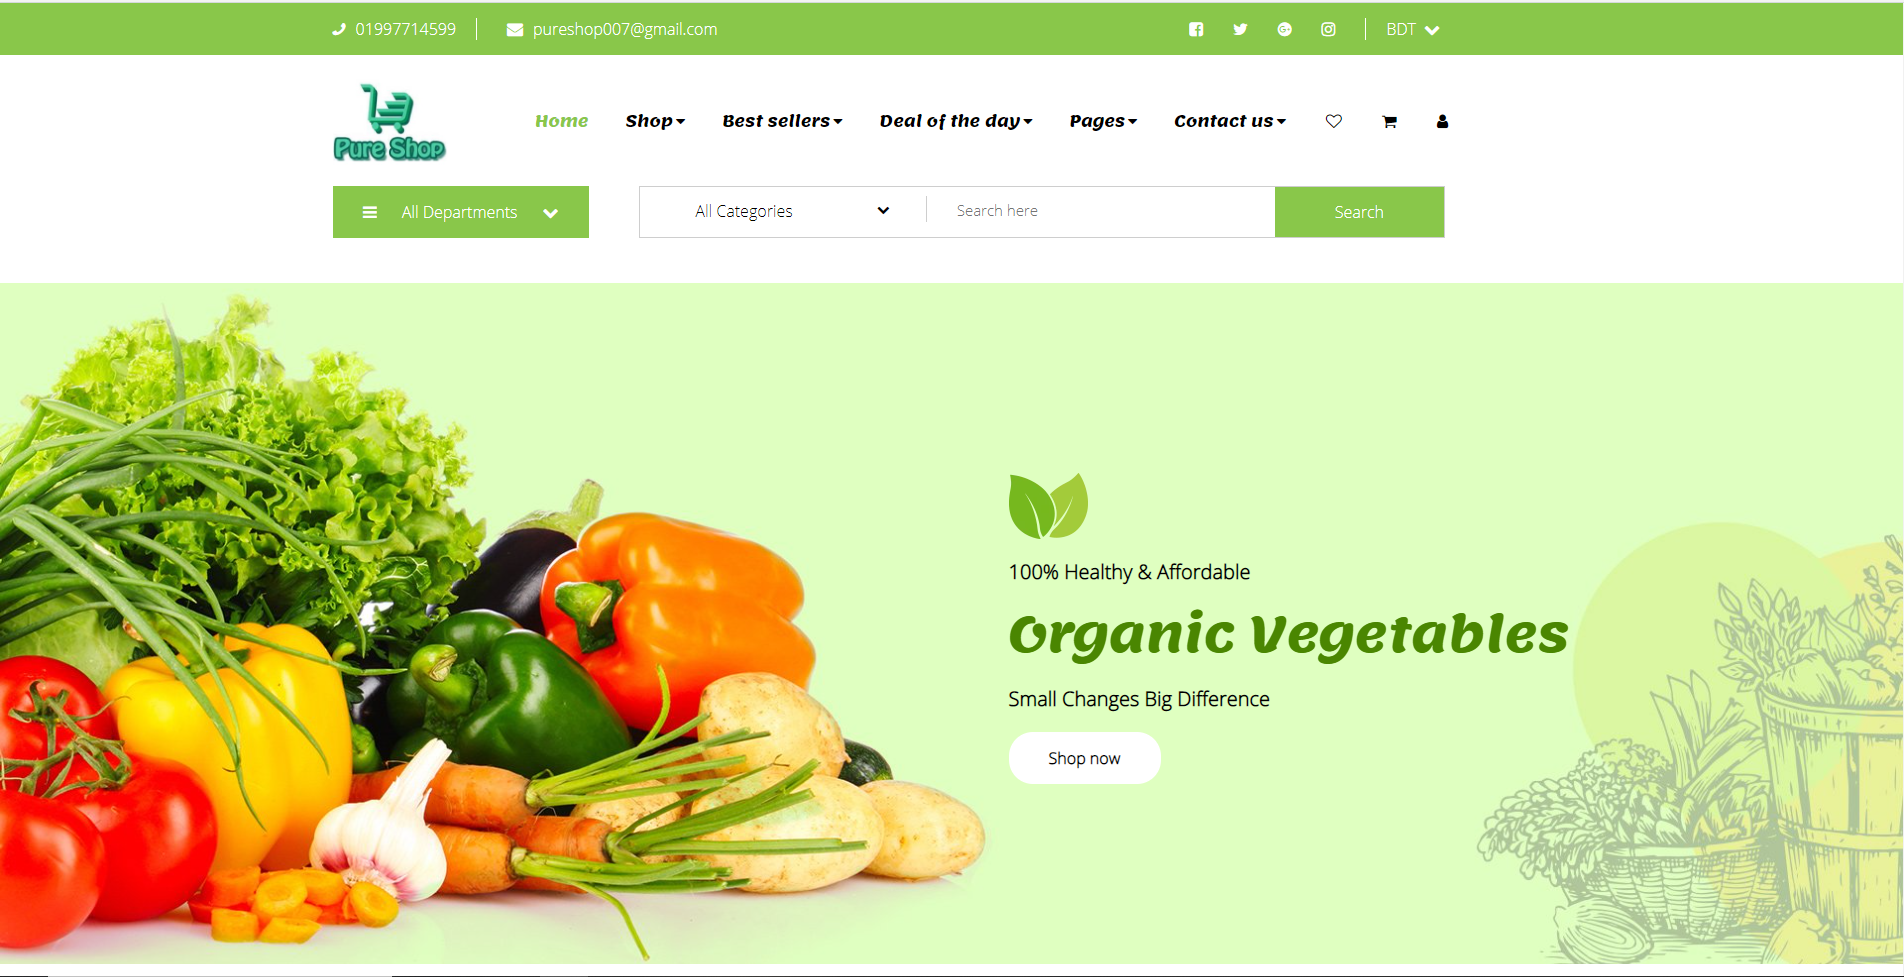 01997714599
pureshop007@gmail.com
BDT
Pure Shop
Home
Shop
Best sellers
Deal of the day
Pages
Contact us
All Departments
All Categories
Search here
Search
100% Healthy & Affordable
Organic Vegetables
Small Changes Big Difference
Shop now